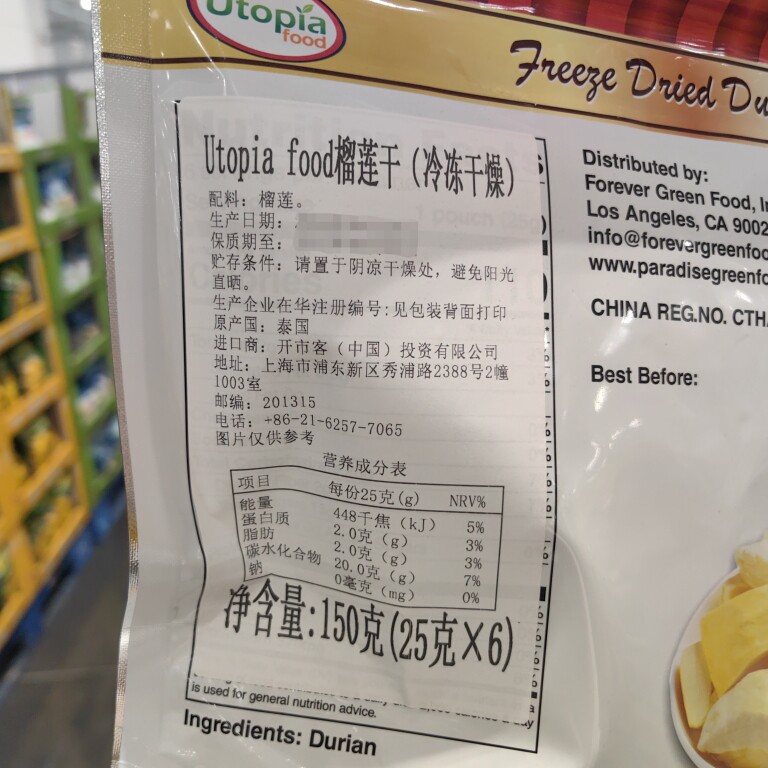 Utopia
food
Freeze Dried Du
Utopia food榴莲干（冷冻干燥）
配料：榴莲。
生产日期：
保质期至：
贮存条件：请置于阴凉干燥处，避免阳光
直晒。
生产企业在华注册编号：见包装背面打印
原产国：泰国
进口商：开市客（中国）投资有限公司
地址：上海市浦东新区秀浦路2388号2幢
1003室
邮编：201315
电话：+86-21-6257-7065
图片仅供参考
营养成分表
项目 每份25克(g) NRV%
能量 448千焦（kJ） 5%
蛋白质 2.0克（g） 3%
脂肪 2.0克（g） 3%
碳水化合物 20.0克（g） 7%
钠 0毫克（mg） 0%
净含量:150克(25克×6)
is used for general nutrition advice.
Ingredients: Durian
Distributed by:
Forever Green Food, In
Los Angeles, CA 9002
info@forevergreenfoo
www.paradisegreenfo
CHINA REG.NO. CTHA
Best Before: